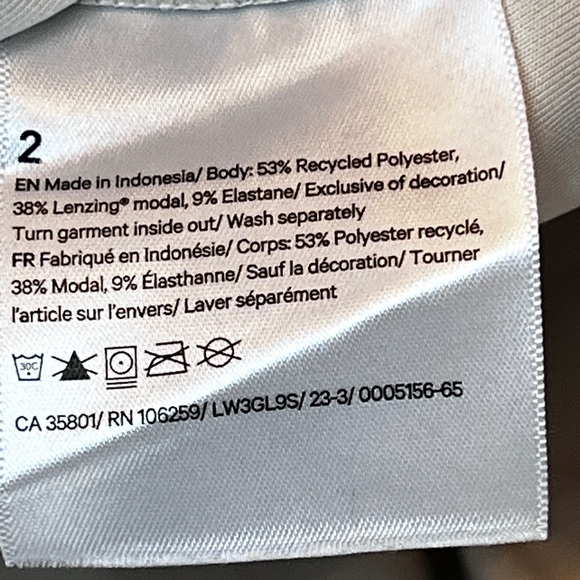 2
EN Made in Indonesia/ Body: 53% Recycled Polyester,
38% Lenzing® modal, 9% Elastane/ Exclusive of decoration/
Turn garment inside out/ Wash separately
FR Fabriqué en Indonésie/ Corps: 53% Polyester recyclé,
38% Modal, 9% Élasthanne/ Sauf la décoration/ Tourner
l'article sur l'envers/ Laver séparément
30C
CA 35801/ RN 106259/ LW3GL9S/ 23-3/ 0005156-65